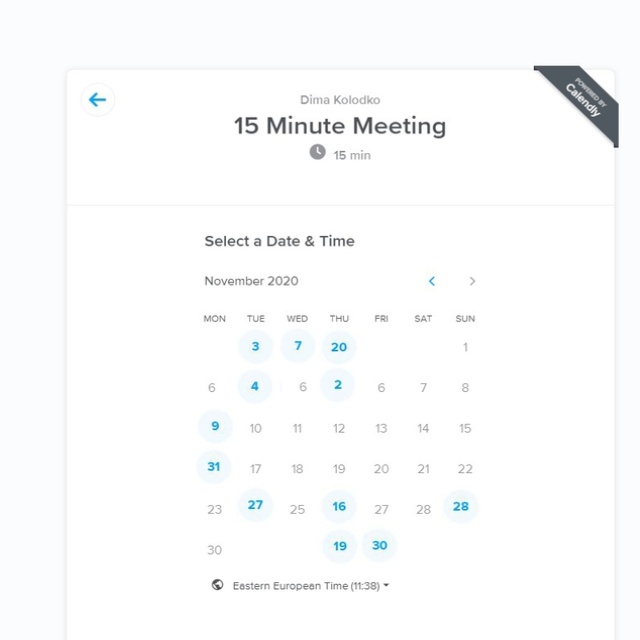 POWERED BY
Calendly
Dima Kolodko
15 Minute Meeting
15 min
Select a Date & Time
November 2020
MON TUE WED THU FRI SAT SUN
3 7 20 1
6 4 6 2 6 7 8
9 10 11 12 13 14 15
31 17 18 19 20 21 22
23 27 25 16 27 28 28
30 19 30
Eastern European Time (11:38)